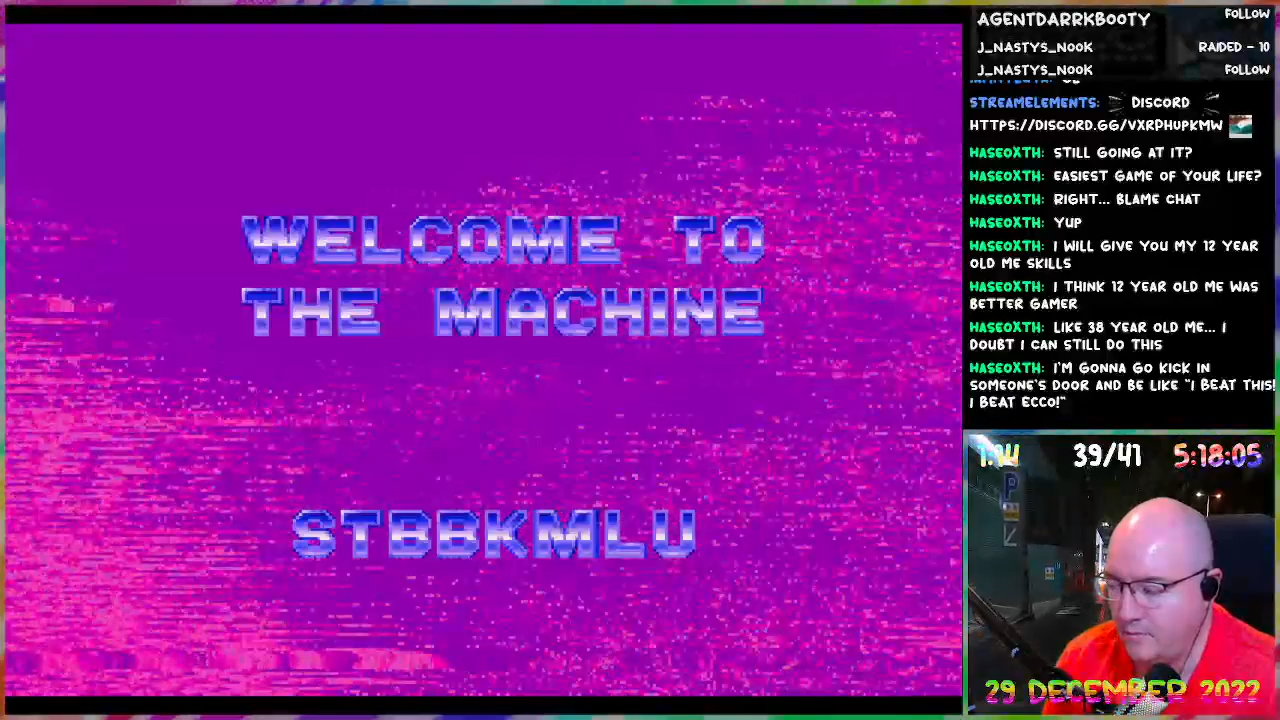 WELCOME TO
THE MACHINE
STBBKMLU
AGENTDARRKBOOTY FOLLOW
J_NASTYS_NOOK RAIDED - 10
J_NASTYS_NOOK FOLLOW
STREAMELEMENTS: DISCORD
HTTPS://DISCORD.GG/VXRPHUPKMW
HASEOXTH: STILL GOING AT IT?
HASEOXTH: EASIEST GAME OF YOUR LIFE?
HASEOXTH: RIGHT... BLAME CHAT
HASEOXTH: YUP
HASEOXTH: I WILL GIVE YOU MY 12 YEAR
OLD ME SKILLS
HASEOXTH: I THINK 12 YEAR OLD ME WAS
BETTER GAMER
HASEOXTH: LIKE 38 YEAR OLD ME... I
DOUBT I CAN STILL DO THIS
HASEOXTH: I'M GONNA GO KICK IN
SOMEONE'S DOOR AND BE LIKE "I BEAT THIS!
I BEAT ECCO!"
39/41 5:18:05
29 DECEMBER 2022